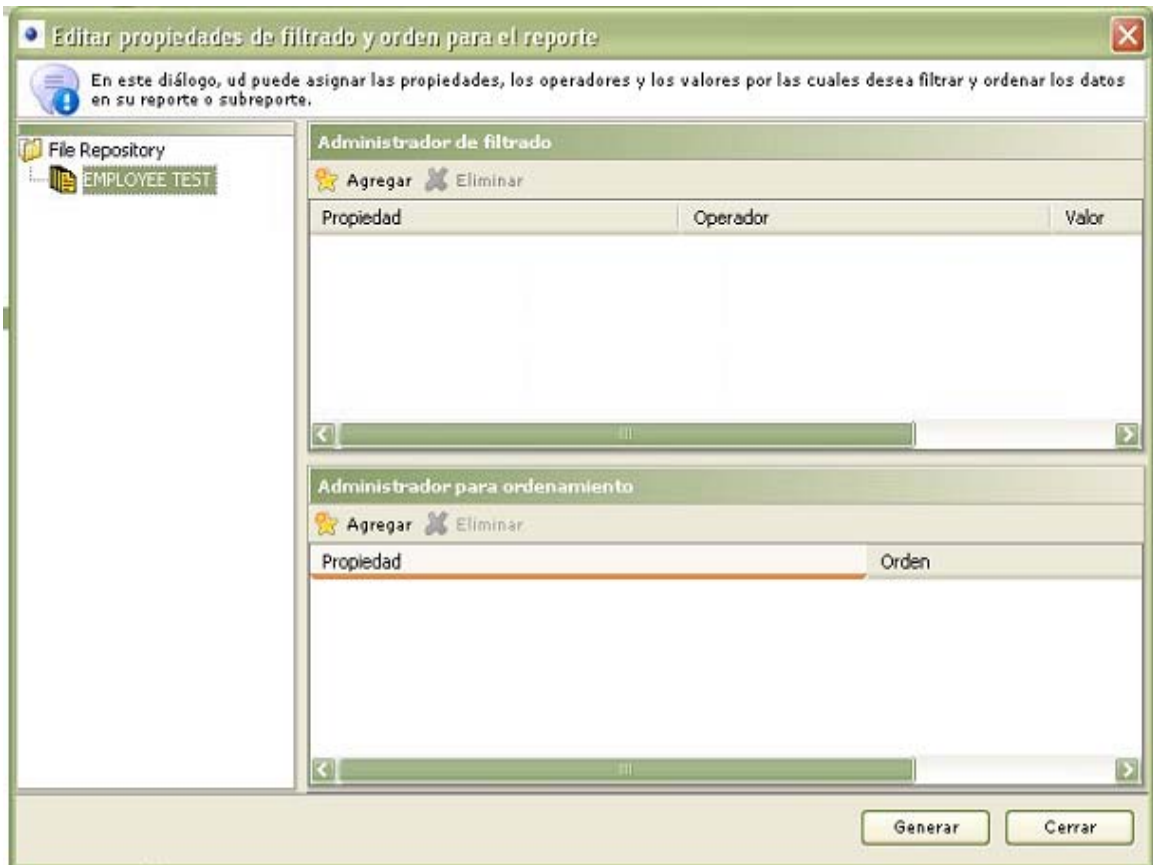 Editar propiedades de filtrado y orden para el reporte
En este diálogo, ud puede asignar las propiedades, los operadores y los valores por las cuales desea filtrar y ordenar los datos
en su reporte o subreporte.
File Repository
EMPLOYEE TEST
Administrador de filtrado
Agregar Eliminar
Propiedad Operador Valor
Administrador para ordenamiento
Agregar Eliminar
Propiedad Orden
Generar Cerrar